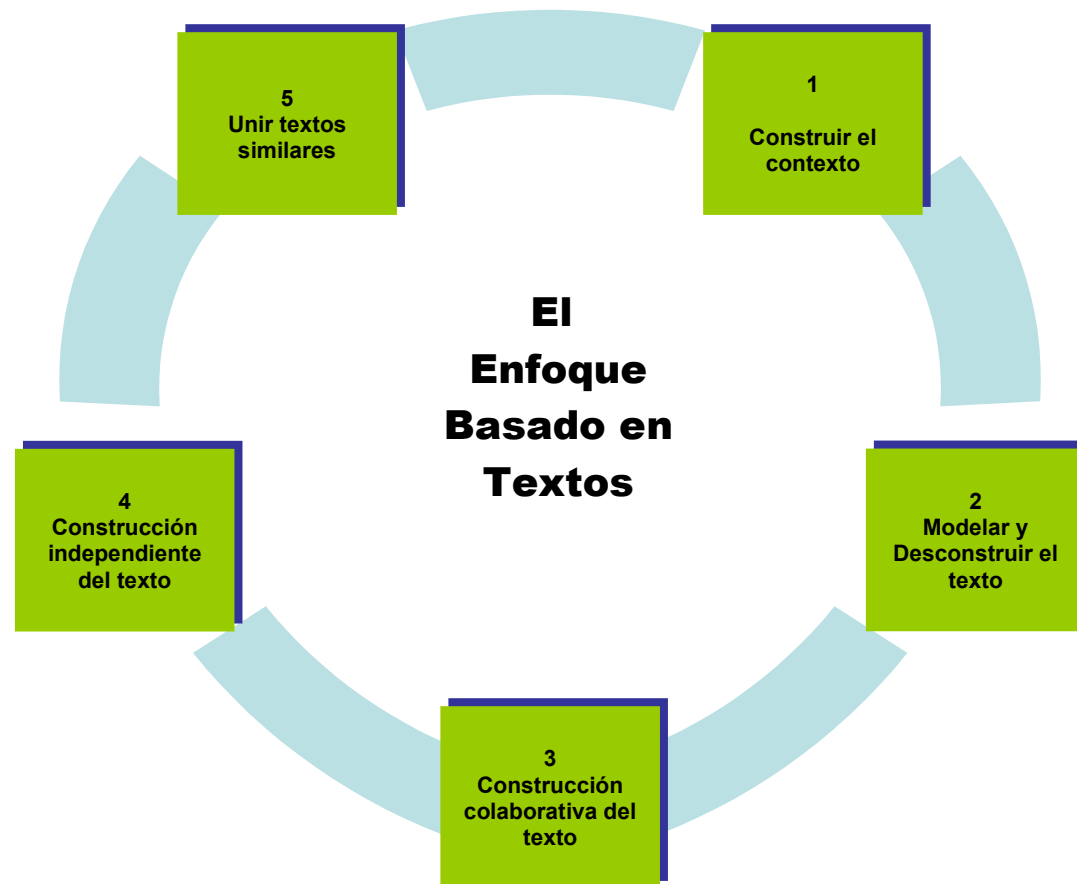 El
Enfoque
Basado en
Textos
1
Construir el
contexto
2
Modelar y
Desconstruir el
texto
3
Construcción
colaborativa del
texto
4
Construcción
independiente
del texto
5
Unir textos
similares